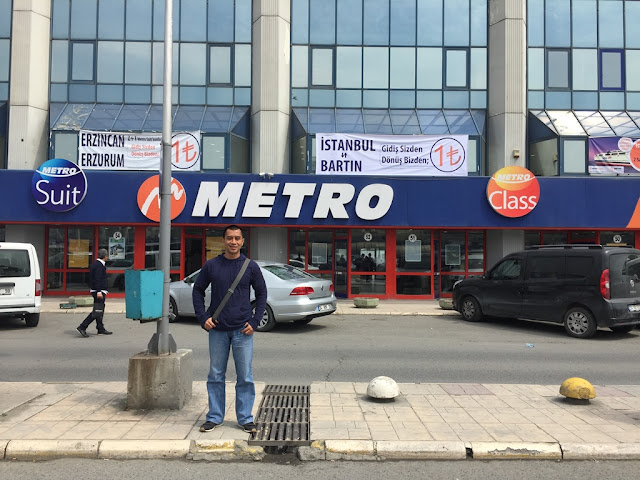 ERZİNCAN
ERZURUM
1₺
İSTANBUL
BARTIN
Gidiş Sizden
Dönüş Bizden;
1₺
METRO
Suit
METRO
METRO
Class